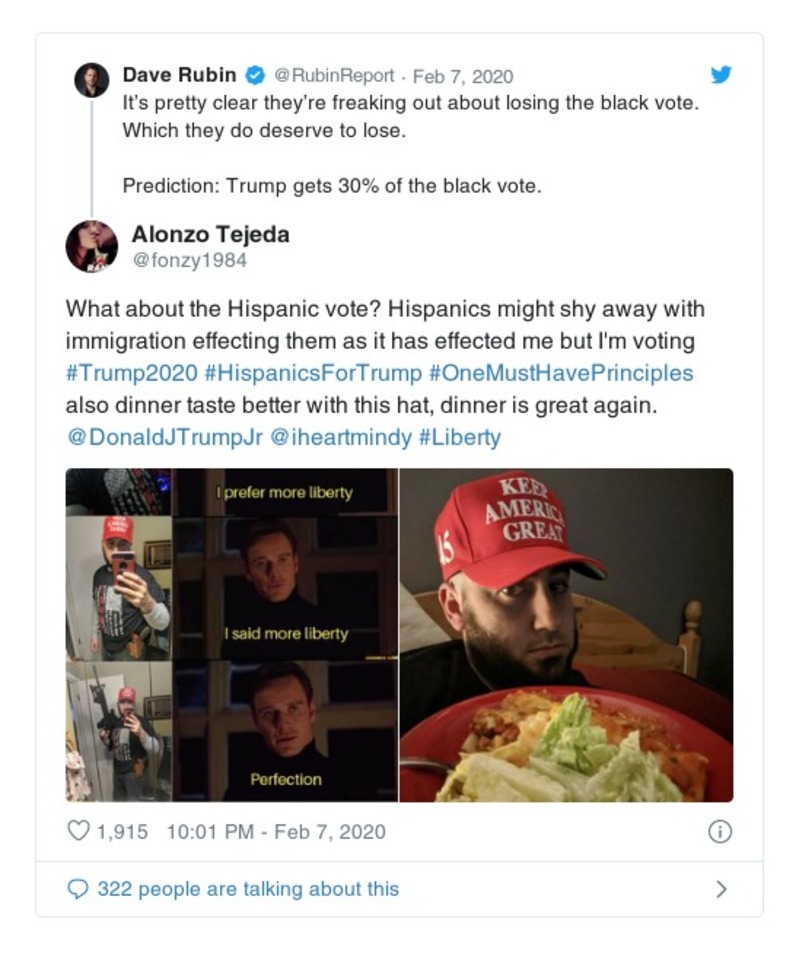 Dave Rubin @RubinReport · Feb 7, 2020
It's pretty clear they're freaking out about losing the black vote.
Which they do deserve to lose.
Prediction: Trump gets 30% of the black vote.
Alonzo Tejeda
@fonzy1984
What about the Hispanic vote? Hispanics might shy away with
immigration effecting them as it has effected me but I'm voting
#Trump2020 #HispanicsForTrump #OneMustHavePrinciples
also dinner taste better with this hat, dinner is great again.
@DonaldJTrumpJr @iheartmindy #Liberty
I prefer more liberty
I said more liberty
Perfection
KEEP
AMERICA
GREAT
45
1,915 10:01 PM - Feb 7, 2020
322 people are talking about this